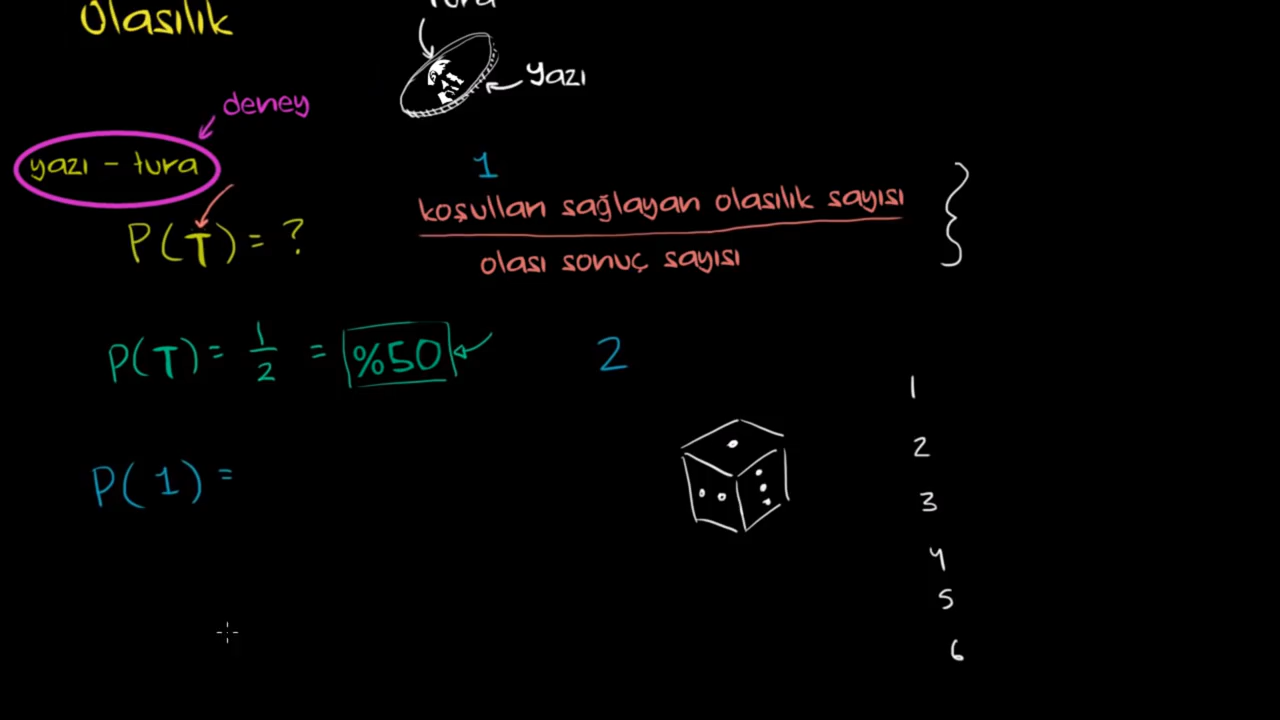 Olasılık
tura
yazı
deney
yazı - tura
1
koşulları sağlayan olasılık sayısı
olası sonuç sayısı
P(T) = ?
P(T) = 1/2 = %50
2
P(1) =
1
2
3
4
5
6